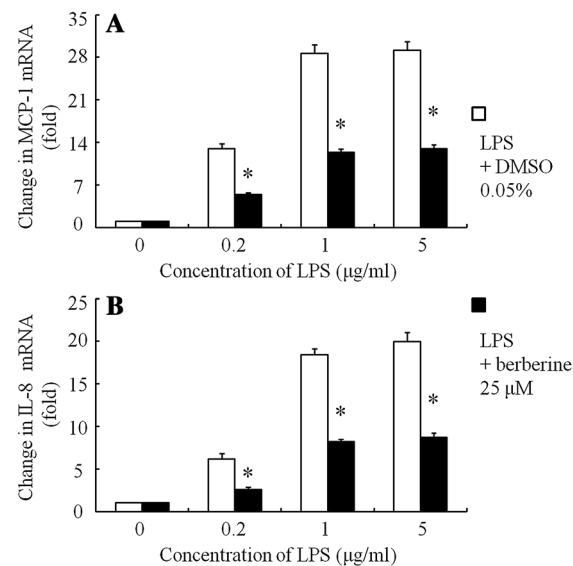 A
Change in MCP-1 mRNA
(fold)
35
28
21
14
7
0
*
*
*
0
0.2
1
5
Concentration of LPS (μg/ml)
LPS
+ DMSO
0.05%
B
Change in IL-8 mRNA
(fold)
25
20
15
10
5
0
*
*
*
0
0.2
1
5
Concentration of LPS (μg/ml)
LPS
+ berberine
25 μM